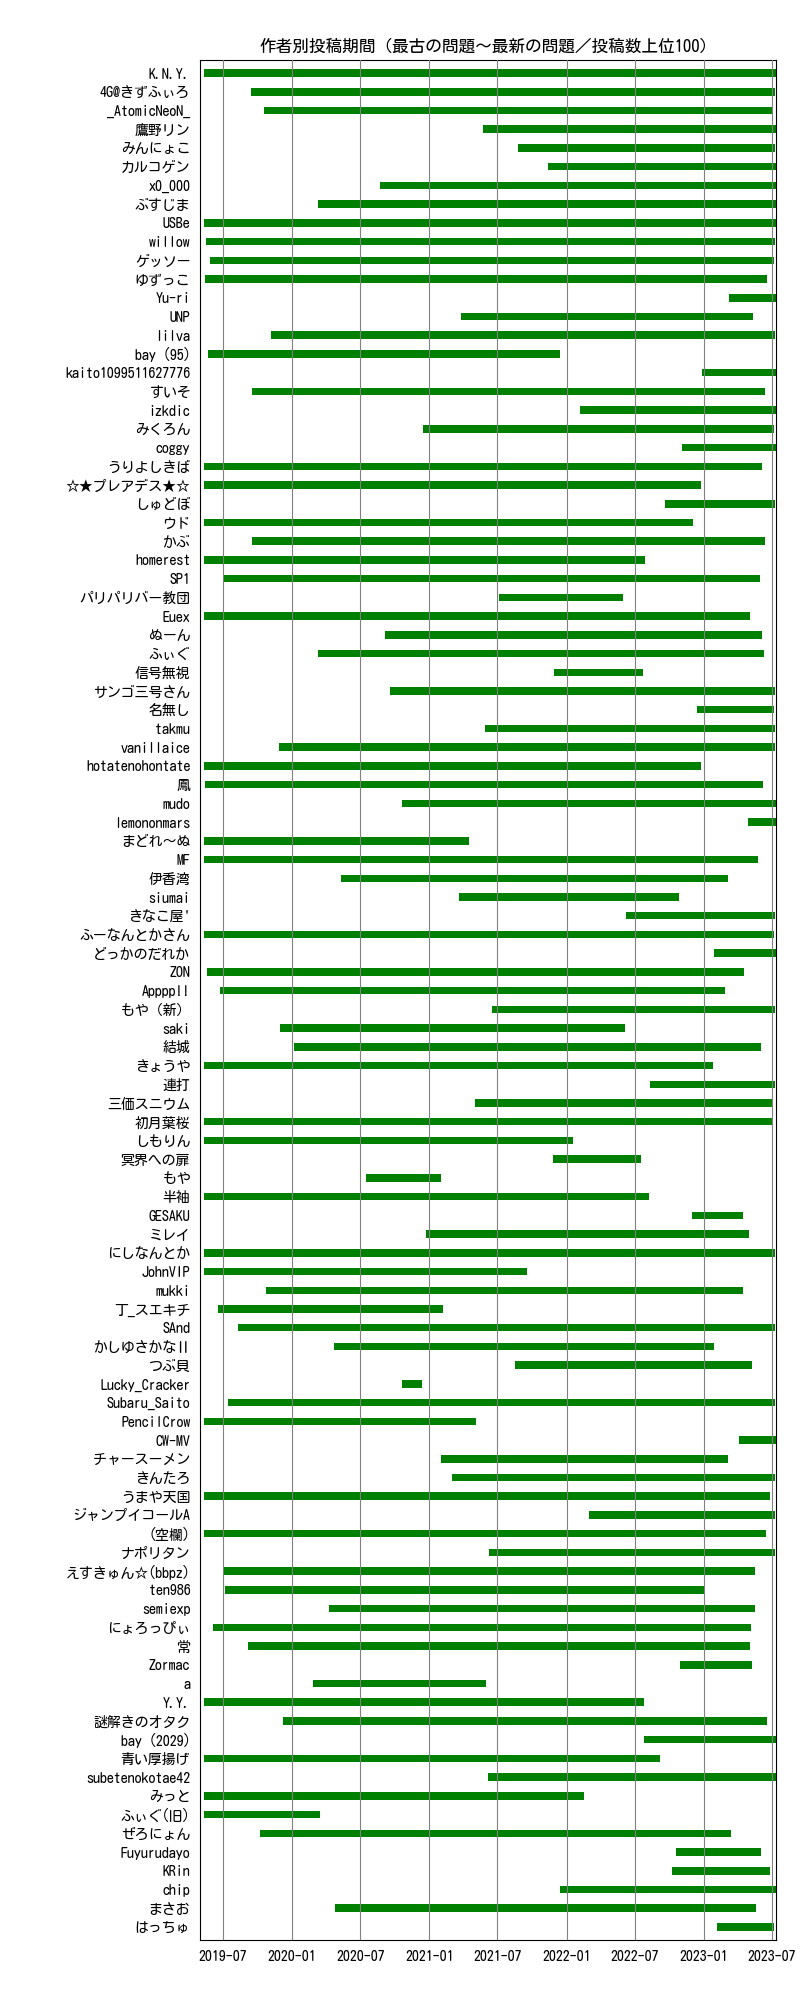 作者別投稿期間（最古の問題～最新の問題／投稿数上位100）
K.N.Y.
4G@きずふぃろ
_AtomicNeoN_
鷹野リン
みんにょこ
カルコゲン
x0_000
ぶすじま
USBe
willow
ゲッソー
ゆずっこ
Yu-ri
UNP
lilva
bay (95)
kaito1099511627776
すいそ
izkdic
みくろん
coggy
うりよしきば
☆★プレアデス★☆
しゅどぼ
ウド
かぶ
homerest
SP1
パリパリバー教団
Euex
ぬーん
ふぃぐ
信号無視
サンゴ三号さん
名無し
takmu
vanillaice
hotatenohontate
鳳
mudo
lemononmars
まどれ～ぬ
MF
伊香湾
siumai
きなこ屋'
ふーなんとかさん
どっかのだれか
ZON
Appppll
もや（新）
saki
結城
きょうや
連打
三価スニウム
初月葉桜
しもりん
冥界への扉
もや
半袖
GESAKU
ミレイ
にしなんとか
JohnVIP
mukki
丁_スエキチ
SAnd
かしゆさかなⅡ
つぶ貝
Lucky_Cracker
Subaru_Saito
PencilCrow
CW-MV
チャースーメン
きんたろ
うまや天国
ジャンプイコールA
(空欄)
ナポリタン
えすきゅん☆(bbpz)
ten986
semiexp
にょろっぴぃ
常
Zormac
a
Y.Y.
謎解きのオタク
bay (2029)
青い厚揚げ
subetenokotae42
みっと
ふぃぐ(旧)
ぜろにょん
Fuyurudayo
KRin
chip
まさお
はっちゅ
2019-07 2020-01 2020-07 2021-01 2021-07 2022-01 2022-07 2023-01 2023-07